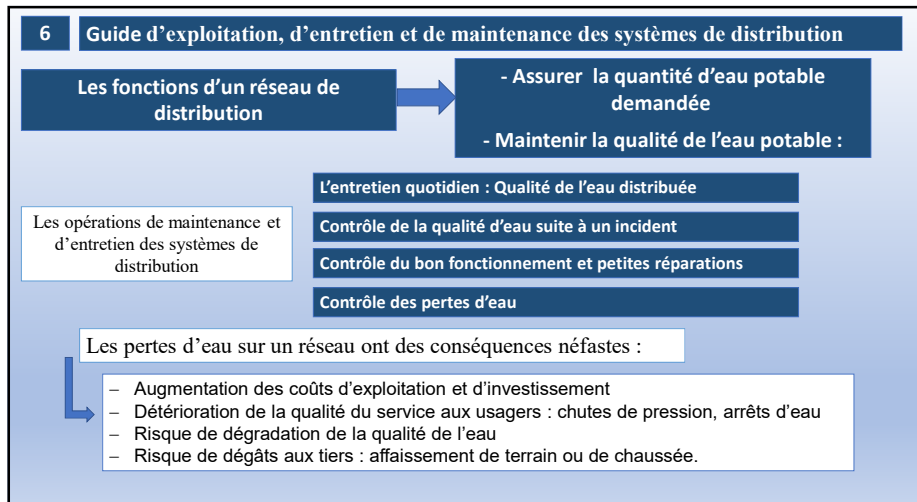 6
Guide d'exploitation, d'entretien et de maintenance des systèmes de distribution
Les fonctions d'un réseau de
distribution
- Assurer la quantité d'eau potable
demandée
- Maintenir la qualité de l'eau potable :
Les opérations de maintenance et
d'entretien des systèmes de
distribution
L'entretien quotidien : Qualité de l'eau distribuée
Contrôle de la qualité d'eau suite à un incident
Contrôle du bon fonctionnement et petites réparations
Contrôle des pertes d'eau
Les pertes d'eau sur un réseau ont des conséquences néfastes :
– Augmentation des coûts d'exploitation et d'investissement
– Détérioration de la qualité du service aux usagers : chutes de pression, arrêts d'eau
– Risque de dégradation de la qualité de l'eau
– Risque de dégâts aux tiers : affaissement de terrain ou de chaussée.